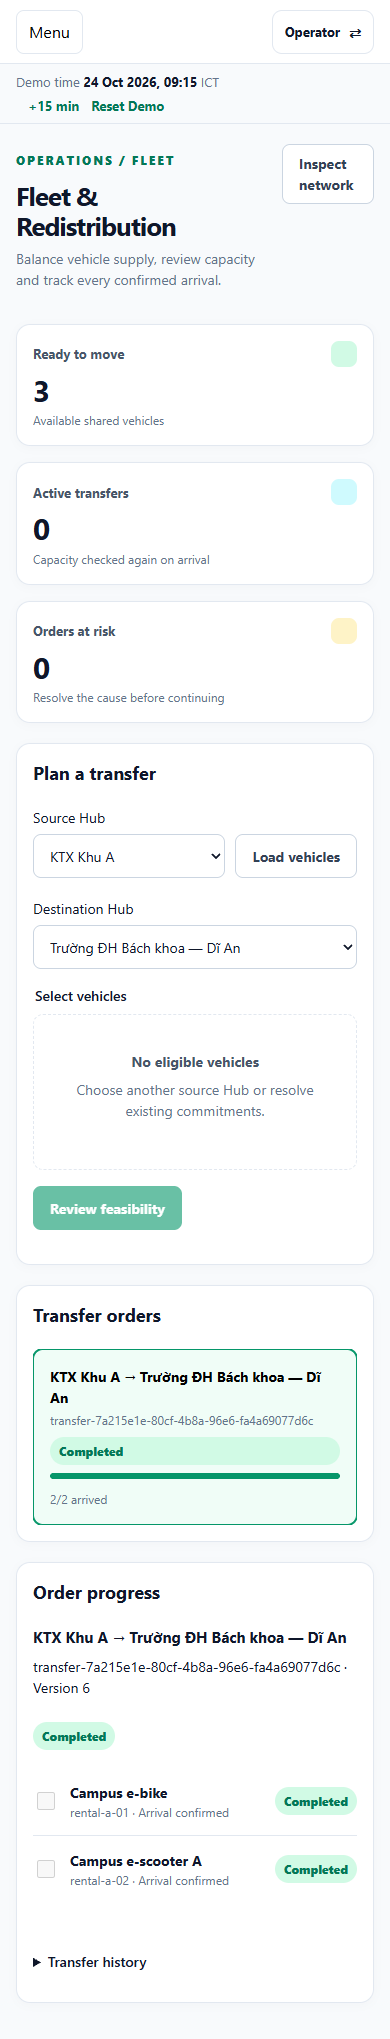 Menu
Operator ⇄
Demo time 24 Oct 2026, 09:15 ICT
+15 min Reset Demo
OPERATIONS / FLEET
Inspect
network
Fleet &
Redistribution
Balance vehicle supply, review capacity
and track every confirmed arrival.
Ready to move
3
Available shared vehicles
Active transfers
0
Capacity checked again on arrival
Orders at risk
0
Resolve the cause before continuing
Plan a transfer
Source Hub
KTX Khu A
Load vehicles
Destination Hub
Trường ĐH Bách khoa — Dĩ An
Select vehicles
No eligible vehicles
Choose another source Hub or resolve
existing commitments.
Review feasibility
Transfer orders
KTX Khu A → Trường ĐH Bách khoa — Dĩ
An
transfer-7a215e1e-80cf-4b8a-96e6-fa4a69077d6c
Completed
2/2 arrived
Order progress
KTX Khu A → Trường ĐH Bách khoa — Dĩ An
transfer-7a215e1e-80cf-4b8a-96e6-fa4a69077d6c ·
Version 6
Completed
Campus e-bike
rental-a-01 · Arrival confirmed
Completed
Campus e-scooter A
rental-a-02 · Arrival confirmed
Completed
▶ Transfer history